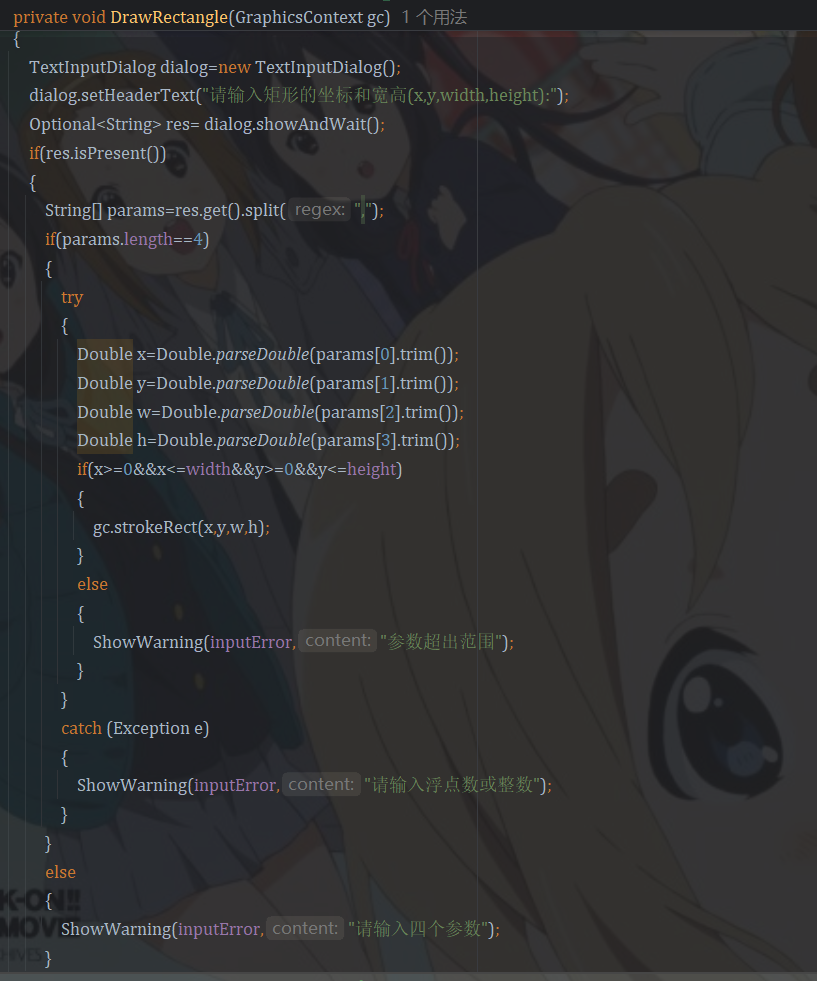 private void DrawRectangle(GraphicsContext gc) 1 个用法
{
TextInputDialog dialog=new TextInputDialog();
dialog.setHeaderText("请输入矩形的坐标和宽高(x,y,width,height):");
Optional<String> res= dialog.showAndWait();
if(res.isPresent())
{
String[] params=res.get().split( regex: ",");
if(params.length==4)
{
try
{
Double x=Double.parseDouble(params[0].trim());
Double y=Double.parseDouble(params[1].trim());
Double w=Double.parseDouble(params[2].trim());
Double h=Double.parseDouble(params[3].trim());
if(x>=0&&x<=width&&y>=0&&y<=height)
{
gc.strokeRect(x,y,w,h);
}
else
{
ShowWarning(inputError, content: "参数超出范围");
}
}
catch (Exception e)
{
ShowWarning(inputError, content: "请输入浮点数或整数");
}
}
else
{
K-ON!!
ShowWarning(inputError, content: "请输入四个参数");
MOVIE
}